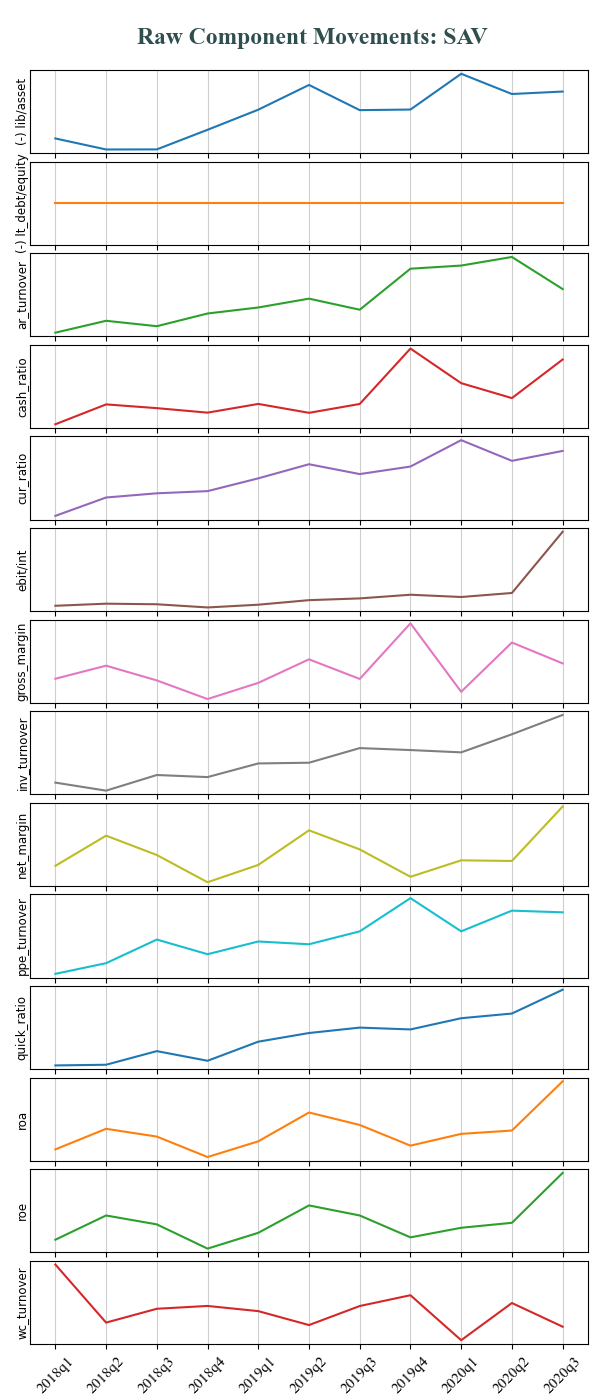 Raw Component Movements: SAV
(-) lib/asset
(-) lt_debt/equity
ar_turnover
cash_ratio
cur_ratio
ebit/int
gross_margin
inv_turnover
net_margin
ppe_turnover
quick_ratio
roa
roe
wc_turnover
2018q1 2018q2 2018q3 2018q4 2019q1 2019q2 2019q3 2019q4 2020q1 2020q2 2020q3